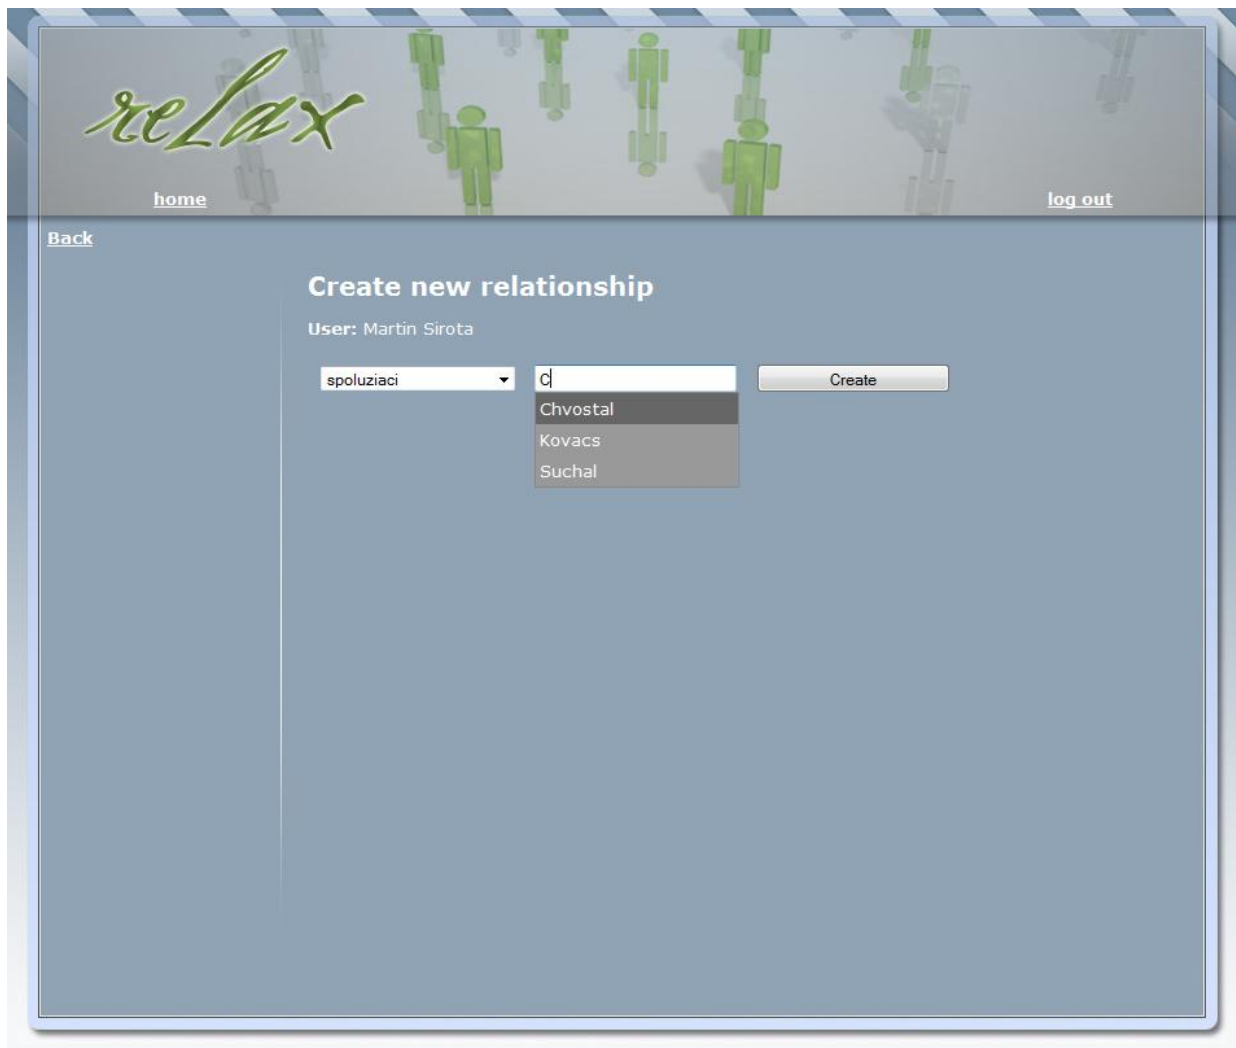 relax
home
log out
Back
Create new relationship
User: Martin Sirota
spoluziaci
C
Create
Chvostal
Kovacs
Suchal